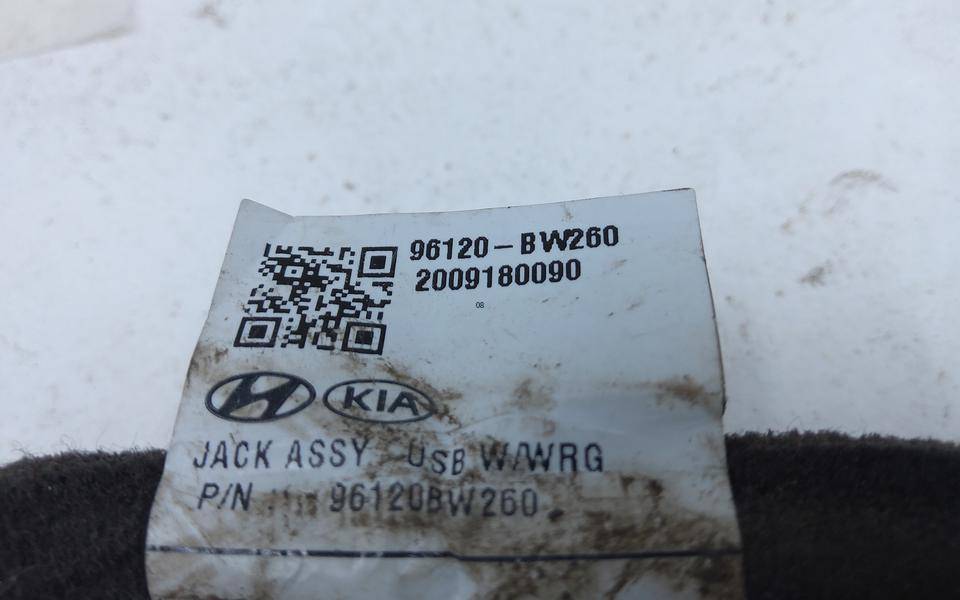 96120-BW260
2009180090
08
KIA
JACK ASSY USB W/WRG
P/N : 96120BW260